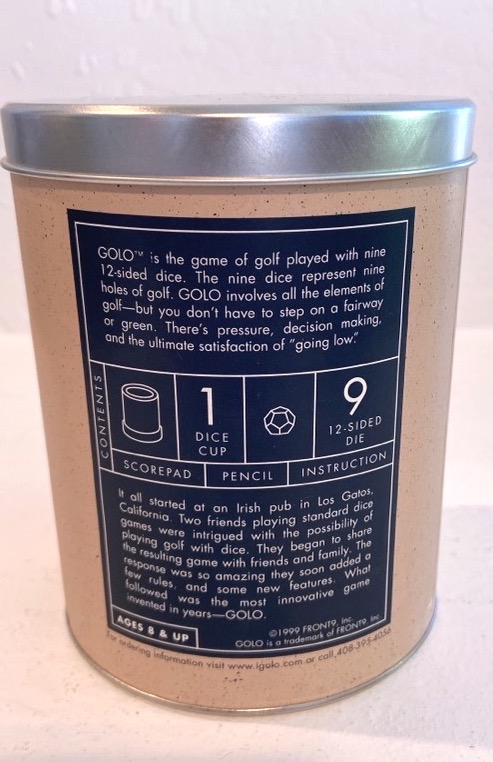 GOLO™ is the game of golf played with nine
12-sided dice. The nine dice represent nine
holes of golf. GOLO involves all the elements of
golf—but you don't have to step on a fairway
or green. There's pressure, decision making,
and the ultimate satisfaction of "going low."
CONTENTS
1
DICE
CUP
9
12-SIDED
DIE
SCOREPAD
PENCIL
INSTRUCTION
It all started at an Irish pub in Los Gatos,
California. Two friends playing standard dice
games were intrigued with the possibility of
playing golf with dice. They began to share
the resulting game with friends and family. The
response was so amazing they soon added a
few rules, and some new features. What
followed was the most innovative game
invented in years—GOLO.
AGES 8 & UP
©1999 FRONT9, Inc.
GOLO is a trademark of FRONT9, Inc.
For ordering information visit www.igolo.com or call, 408-395-4056